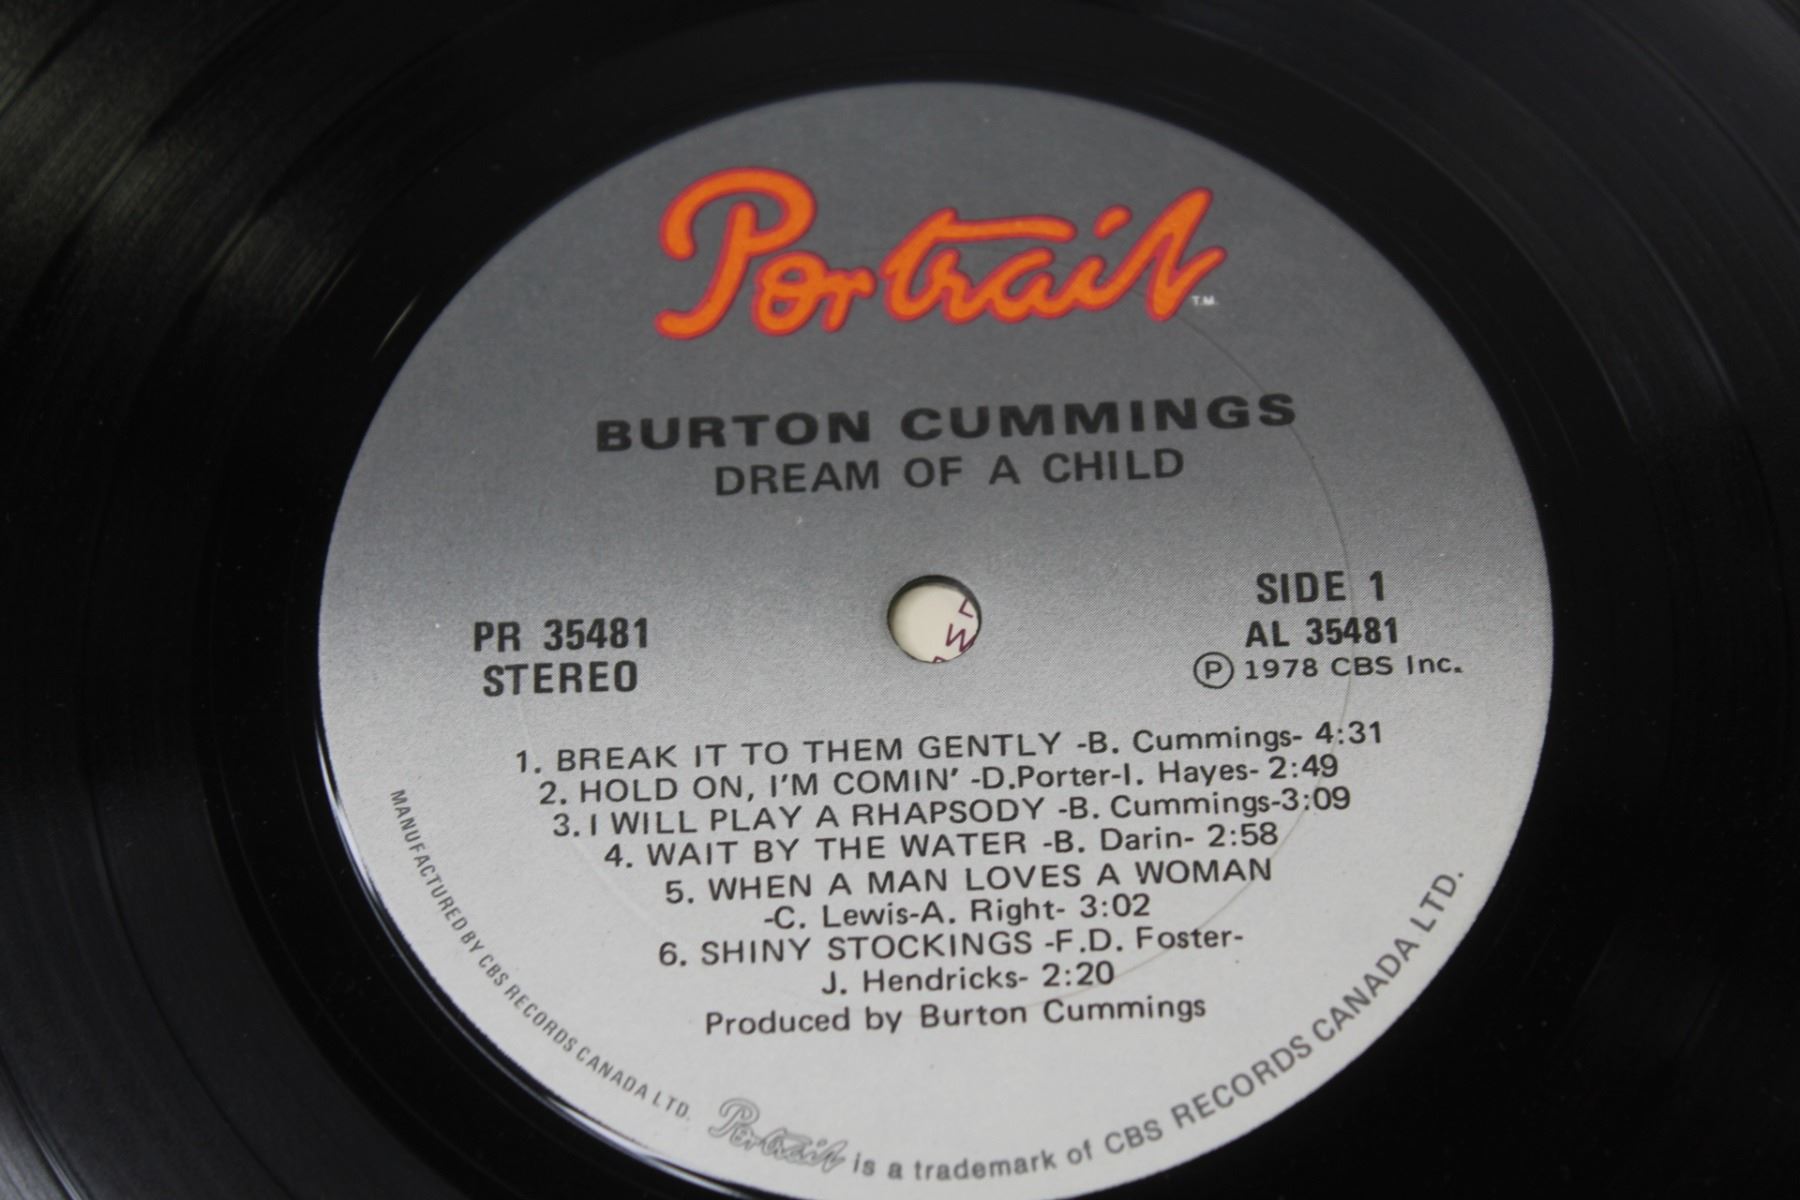 Portrait T.M.
BURTON CUMMINGS
DREAM OF A CHILD
PR 35481
STEREO
SIDE 1
AL 35481
Ⓟ 1978 CBS Inc.
1. BREAK IT TO THEM GENTLY -B. Cummings- 4:31
2. HOLD ON, I'M COMIN' -D.Porter-I. Hayes- 2:49
3. I WILL PLAY A RHAPSODY -B. Cummings-3:09
4. WAIT BY THE WATER -B. Darin- 2:58
5. WHEN A MAN LOVES A WOMAN
-C. Lewis-A. Right- 3:02
6. SHINY STOCKINGS -F.D. Foster-
J. Hendricks- 2:20
Produced by Burton Cummings
MANUFACTURED BY CBS RECORDS CANADA LTD.
Portrait is a trademark of CBS RECORDS CANADA LTD.